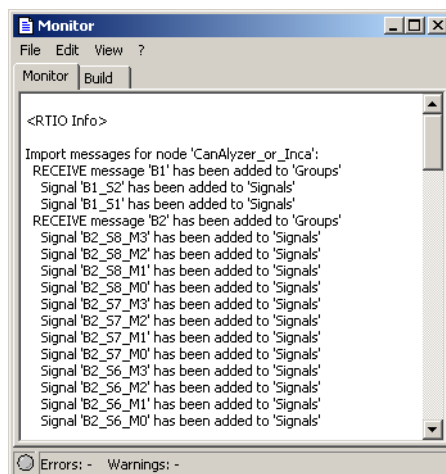 Monitor
File Edit View ?
Monitor Build
<RTIO Info>
Import messages for node 'CanAlyzer_or_Inca':
RECEIVE message 'B1' has been added to 'Groups'
Signal 'B1_S2' has been added to 'Signals'
Signal 'B1_S1' has been added to 'Signals'
RECEIVE message 'B2' has been added to 'Groups'
Signal 'B2_S8_M3' has been added to 'Signals'
Signal 'B2_S8_M2' has been added to 'Signals'
Signal 'B2_S8_M1' has been added to 'Signals'
Signal 'B2_S8_M0' has been added to 'Signals'
Signal 'B2_S7_M3' has been added to 'Signals'
Signal 'B2_S7_M2' has been added to 'Signals'
Signal 'B2_S7_M1' has been added to 'Signals'
Signal 'B2_S7_M0' has been added to 'Signals'
Signal 'B2_S6_M3' has been added to 'Signals'
Signal 'B2_S6_M2' has been added to 'Signals'
Signal 'B2_S6_M1' has been added to 'Signals'
Signal 'B2_S6_M0' has been added to 'Signals'
Errors: - Warnings: -